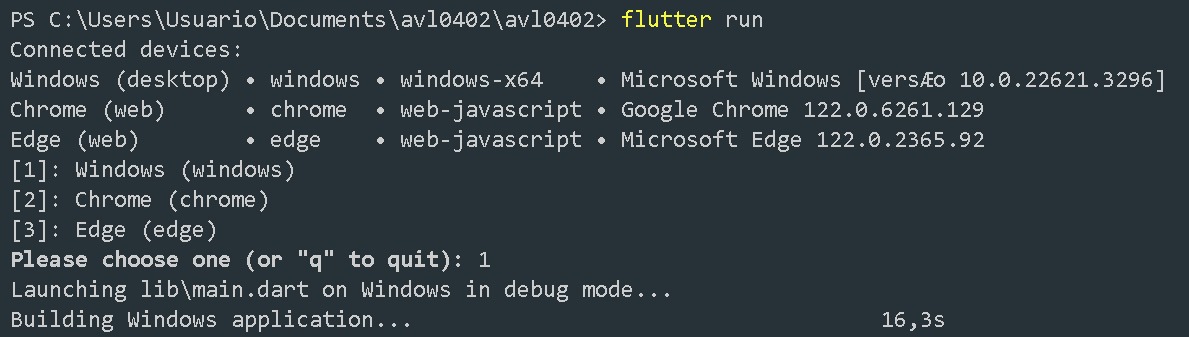 PS C:\Users\Usuario\Documents\avl0402\avl0402> flutter run
Connected devices:
Windows (desktop) • windows • windows-x64    • Microsoft Windows [versÆo 10.0.22621.3296]
Chrome (web)      • chrome  • web-javascript • Google Chrome 122.0.6261.129
Edge (web)        • edge    • web-javascript • Microsoft Edge 122.0.2365.92
[1]: Windows (windows)
[2]: Chrome (chrome)
[3]: Edge (edge)
Please choose one (or "q" to quit): 1
Launching lib\main.dart on Windows in debug mode...
Building Windows application...                               16,3s